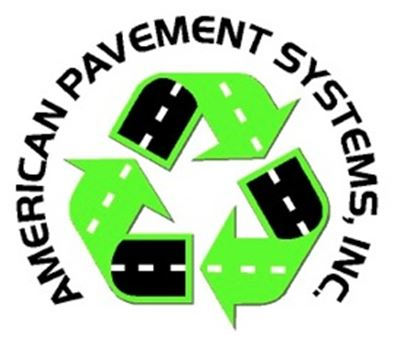 AMERICAN PAVEMENT SYSTEMS, INC.